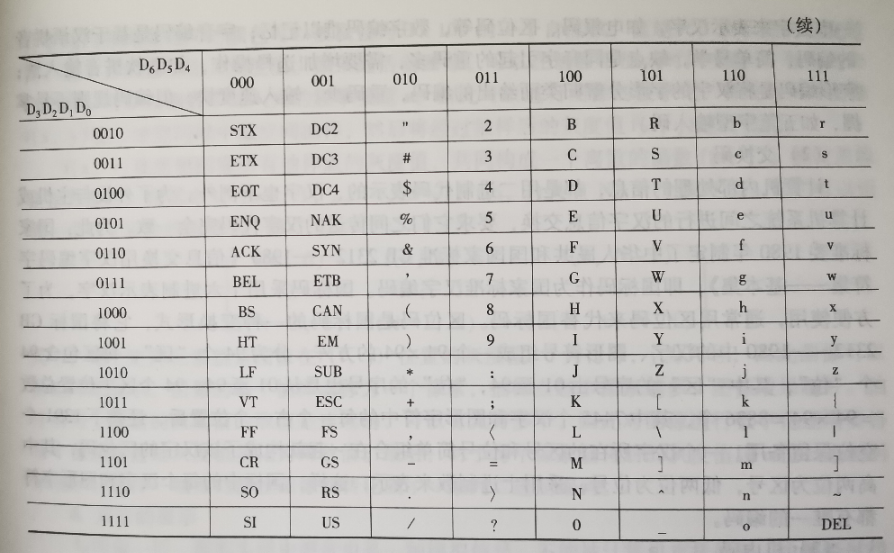 (续)
D₆D₅D₄ 000 001 010 011 100 101 110 111
D₃D₂D₁D₀
0010 STX DC2 " 2 B R b r
0011 ETX DC3 # 3 C S c s
0100 EOT DC4 $ 4 D T d t
0101 ENQ NAK % 5 E U e u
0110 ACK SYN & 6 F V f v
0111 BEL ETB ' 7 G W g w
1000 BS CAN ( 8 H X h x
1001 HT EM ) 9 I Y i y
1010 LF SUB * : J Z j z
1011 VT ESC + ; K [ k {
1100 FF FS , 〈 L \ l |
1101 CR GS - = M ] m ]
1110 SO RS . 〉 N ^ n ~
1111 SI US / ? O _ o DEL